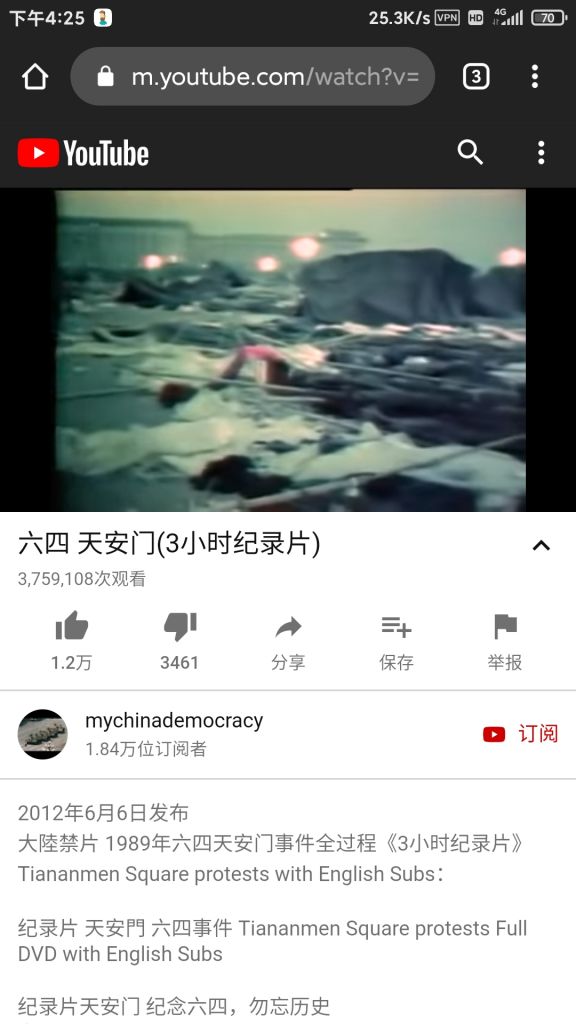 下午4:25
25.3K/s VPN HD 4G 70
m.youtube.com/watch?v=
3
YouTube
六四 天安门(3小时纪录片)
3,759,108次观看
1.2万 3461 分享 保存 举报
mychinademocracy
1.84万位订阅者
订阅
2012年6月6日发布
大陸禁片 1989年六四天安门事件全过程《3小时纪录片》
Tiananmen Square protests with English Subs：
纪录片 天安門 六四事件 Tiananmen Square protests Full
DVD with English Subs
纪录片天安门 纪念六四，勿忘历史